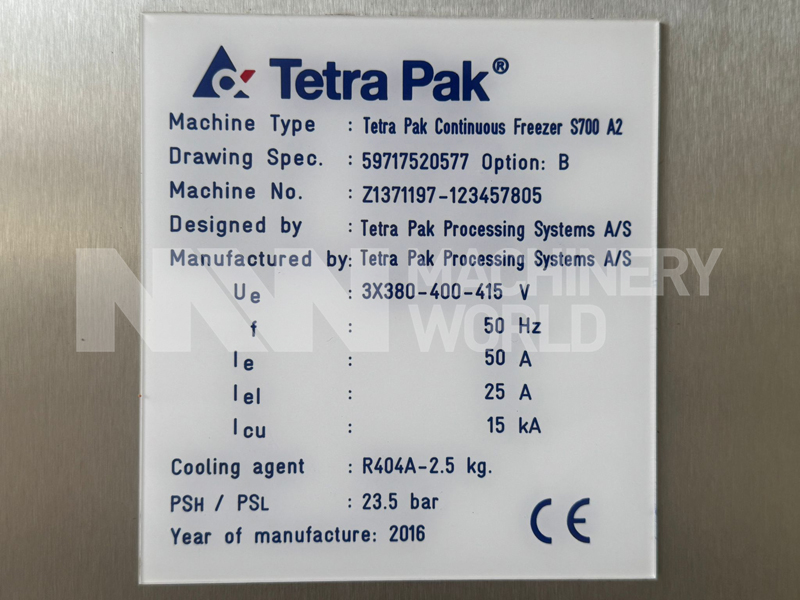 Tetra Pak®
Machine Type : Tetra Pak Continuous Freezer S700 A2
Drawing Spec. : 59717520577 Option: B
Machine No. : Z1371197-123457805
Designed by : Tetra Pak Processing Systems A/S
Manufactured by: Tetra Pak Processing Systems A/S
Ue : 3X380-400-415 V
f : 50 Hz
Ie : 50 A
Iel : 25 A
Icu : 15 kA
Cooling agent : R404A-2.5 kg.
PSH / PSL : 23.5 bar
Year of manufacture: 2016
CE
MW MACHINERY
WORLD